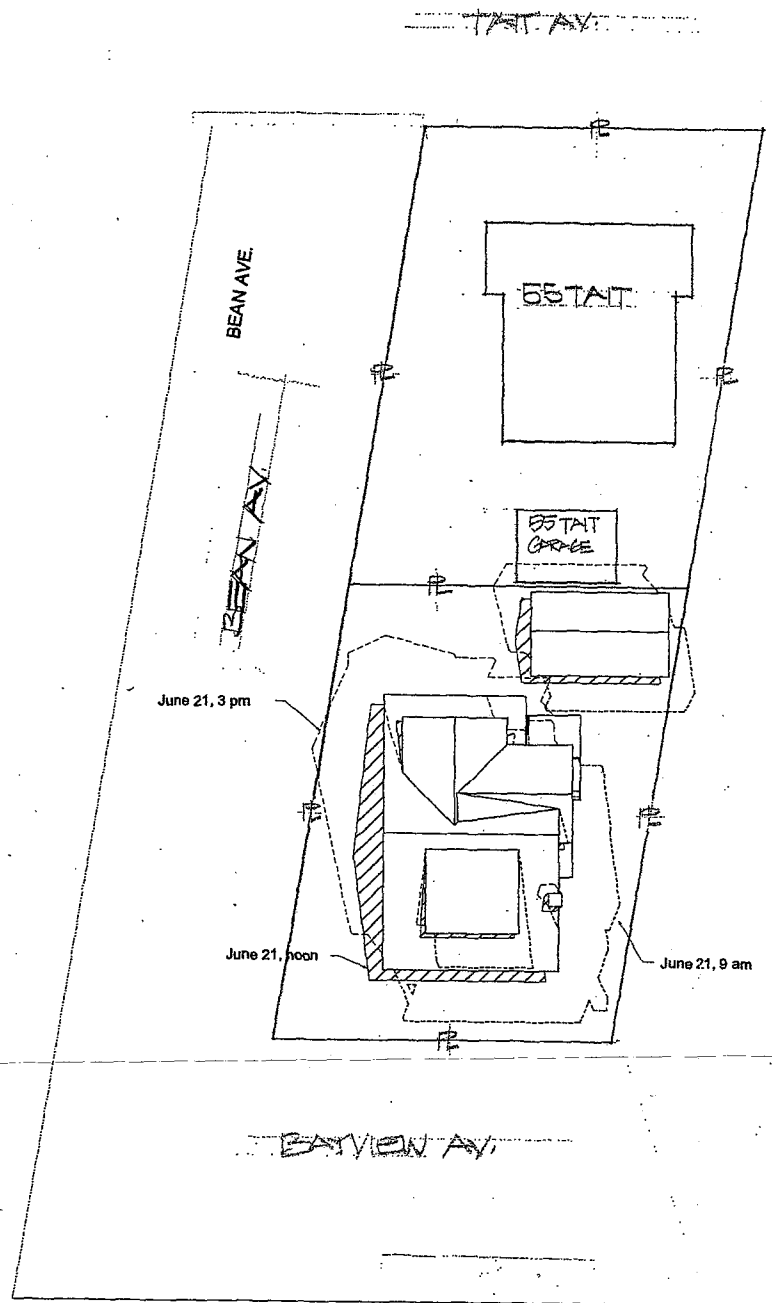 TAIT AV.
PL
BEAN AVE.
55 TAIT
PL
PL
BEAN AV.
55 TAIT
GARAGE
PL
June 21, 3 pm
PL
PL
June 21, noon
June 21, 9 am
PL
BAYVIEW AV.